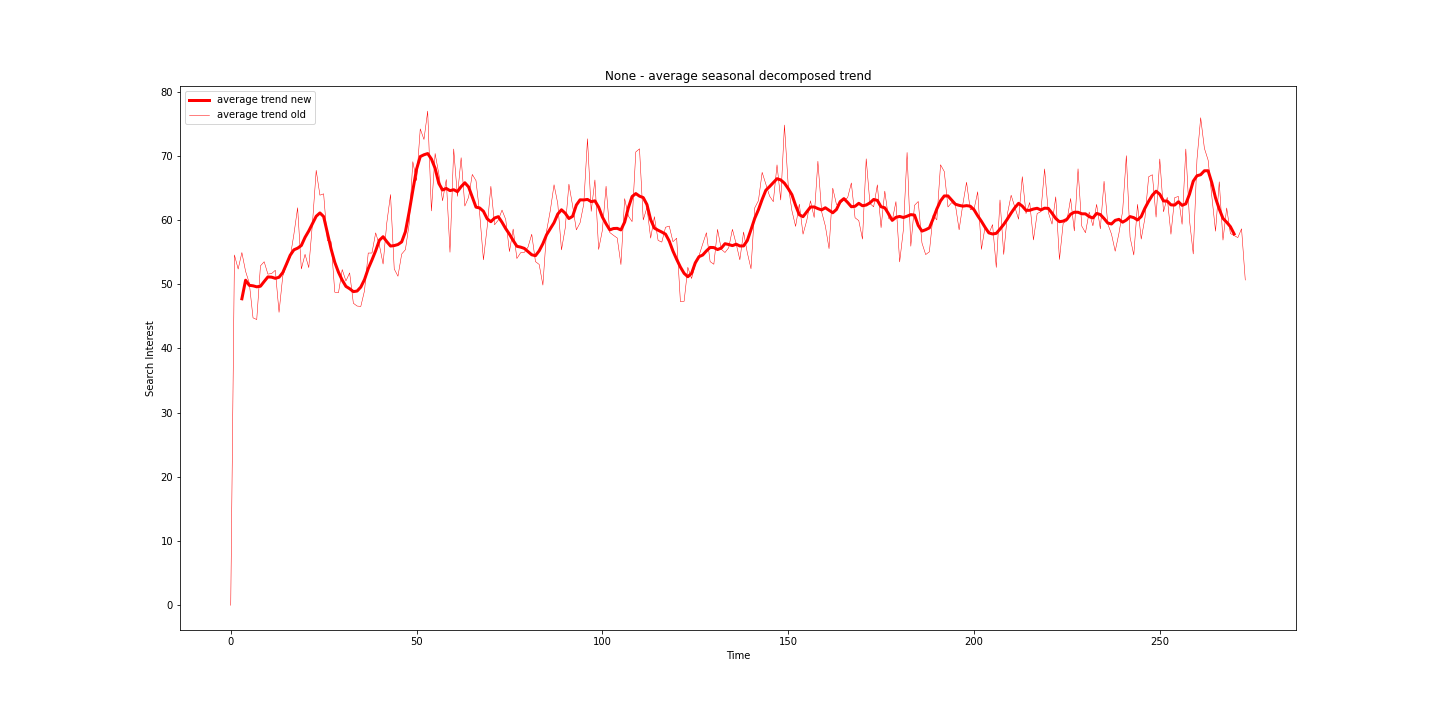 None - average seasonal decomposed trend
average trend new
average trend old
80
70
60
50
40
30
20
10
0
Search Interest
0 50 100 150 200 250
Time